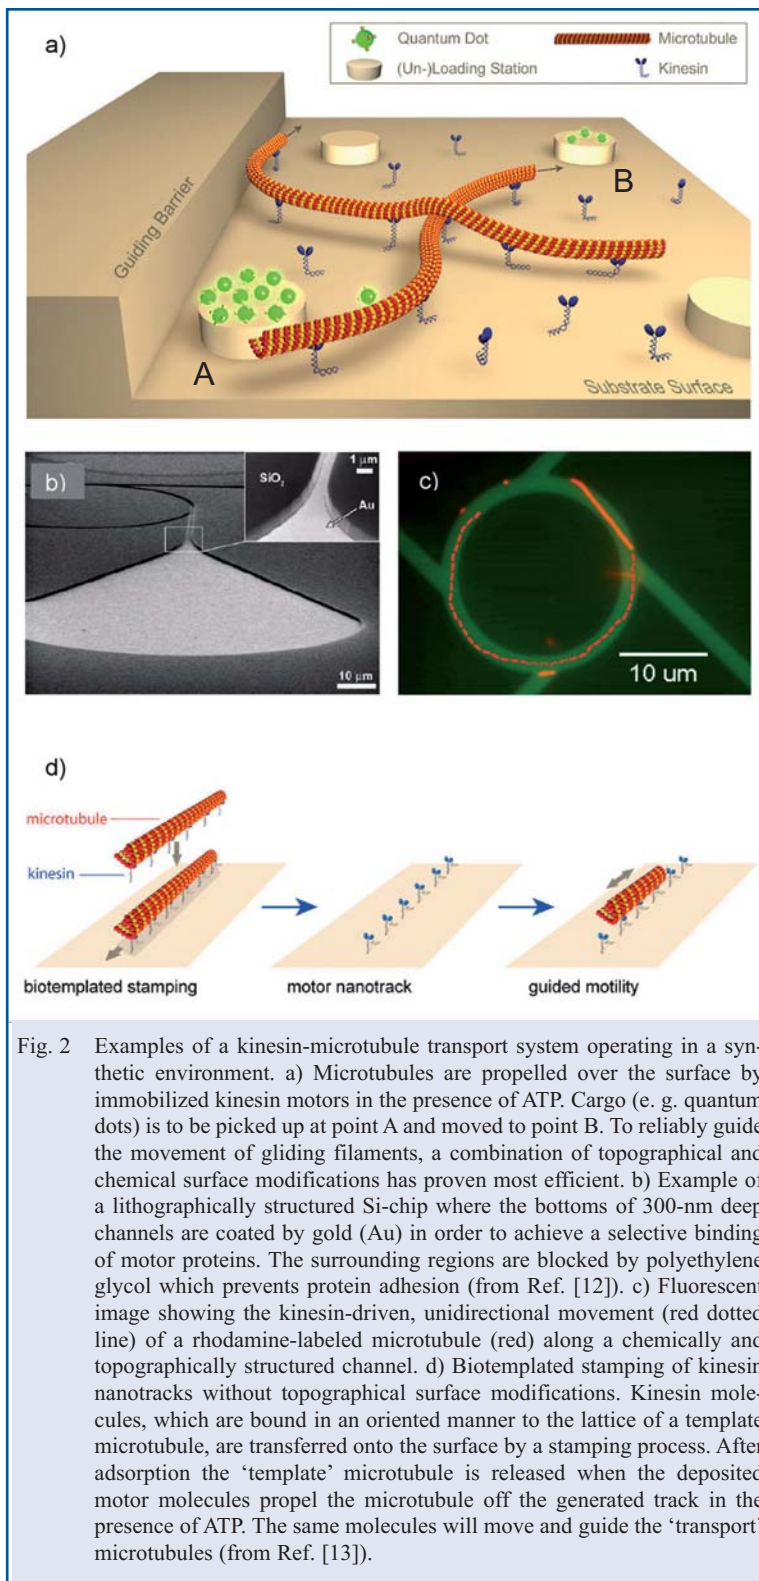 a)
Quantum Dot
Microtubule
(Un-)Loading Station
Kinesin
Guiding Barrier
B
A
Substrate Surface
b)
SiO₂
1 μm
Au
10 μm
c)
10 um
d)
microtubule
kinesin
biotemplated stamping
motor nanotrack
guided motility
Fig. 2 Examples of a kinesin-microtubule transport system operating in a syn-
thetic environment. a) Microtubules are propelled over the surface by
immobilized kinesin motors in the presence of ATP. Cargo (e. g. quantum
dots) is to be picked up at point A and moved to point B. To reliably guide
the movement of gliding filaments, a combination of topographical and
chemical surface modifications has proven most efficient. b) Example of
a lithographically structured Si-chip where the bottoms of 300-nm deep
channels are coated by gold (Au) in order to achieve a selective binding
of motor proteins. The surrounding regions are blocked by polyethylene
glycol which prevents protein adhesion (from Ref. [12]). c) Fluorescent
image showing the kinesin-driven, unidirectional movement (red dotted
line) of a rhodamine-labeled microtubule (red) along a chemically and
topographically structured channel. d) Biotemplated stamping of kinesin
nanotracks without topographical surface modifications. Kinesin mole-
cules, which are bound in an oriented manner to the lattice of a template
microtubule, are transferred onto the surface by a stamping process. After
adsorption the ‘template’ microtubule is released when the deposited
motor molecules propel the microtubule off the generated track in the
presence of ATP. The same molecules will move and guide the ‘transport’
microtubules (from Ref. [13]).